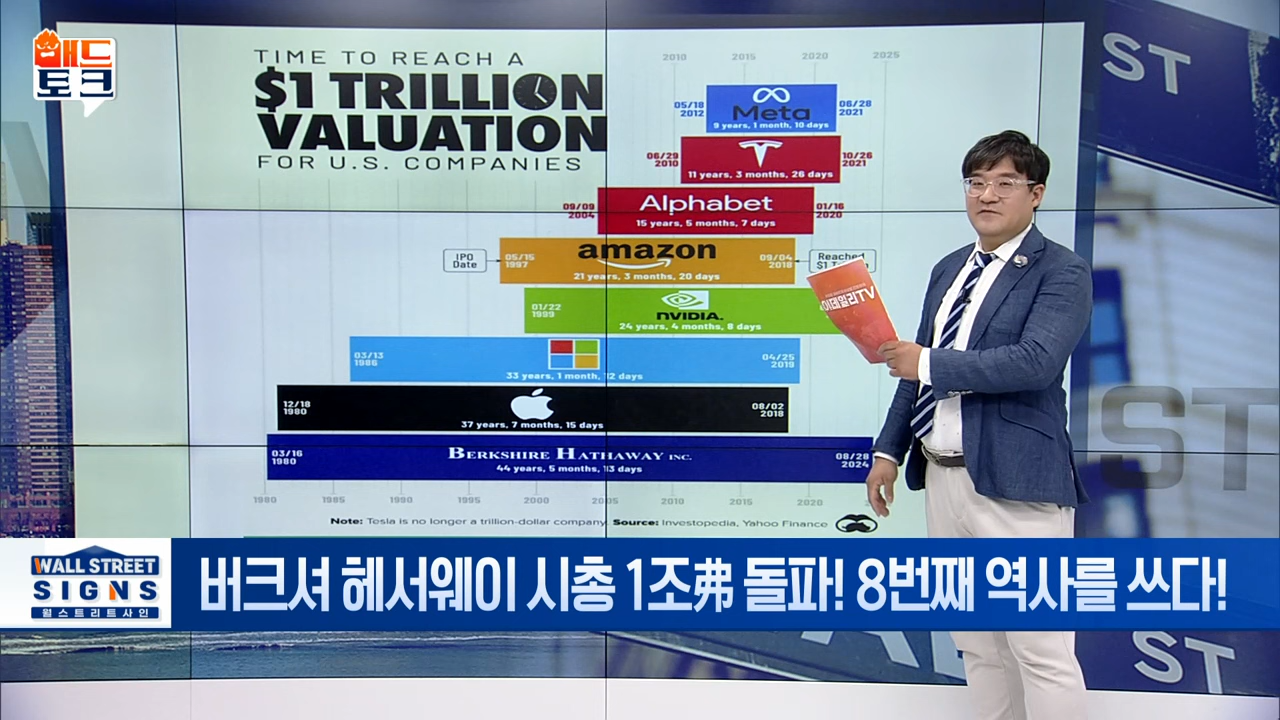 매드
토크
TIME TO REACH A
$1 TRILLION
VALUATION
FOR U.S. COMPANIES
2010 2015 2020 2025
05/18
2012
Meta
9 years, 1 month, 10 days
06/28
2021
06/29
2010
11 years, 3 months, 26 days
10/26
2021
09/09
2004
Alphabet
15 years, 5 months, 7 days
01/16
2020
IPO
Date
05/15
1997
amazon
21 years, 3 months, 20 days
09/04
2018
Reached
01/22
1999
NVIDIA.
24 years, 4 months, 8 days
03/13
1986
33 years, 1 month, 12 days
04/25
2019
12/18
1980
37 years, 7 months, 15 days
08/02
2018
03/16
1980
BERKSHIRE HATHAWAY INC.
44 years, 5 months, 13 days
08/28
2024
1980 1985 1990 1995 2000 2005 2010 2015 2020
Note: Tesla is no longer a trillion-dollar company. Source: Investopedia, Yahoo Finance
이데일리TV
ST
ST
WALL STREET
SIGNS
월스트리트사인
버크셔 헤서웨이 시총 1조弗 돌파! 8번째 역사를 쓰다!
ST